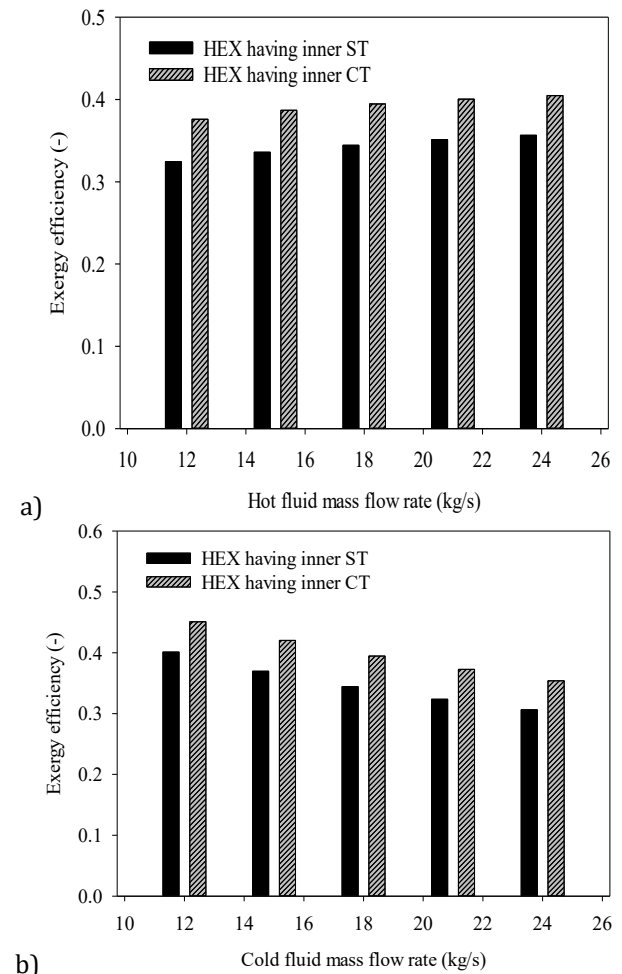 0.5
HEX having inner ST
HEX having inner CT
0.4
0.3
0.2
0.1
0.0
Exergy efficiency (-)
10 12 14 16 18 20 22 24 26
a)
Hot fluid mass flow rate (kg/s)
0.6
HEX having inner ST
HEX having inner CT
0.5
0.4
0.3
0.2
0.1
0.0
Exergy efficiency (-)
10 12 14 16 18 20 22 24 26
b)
Cold fluid mass flow rate (kg/s)